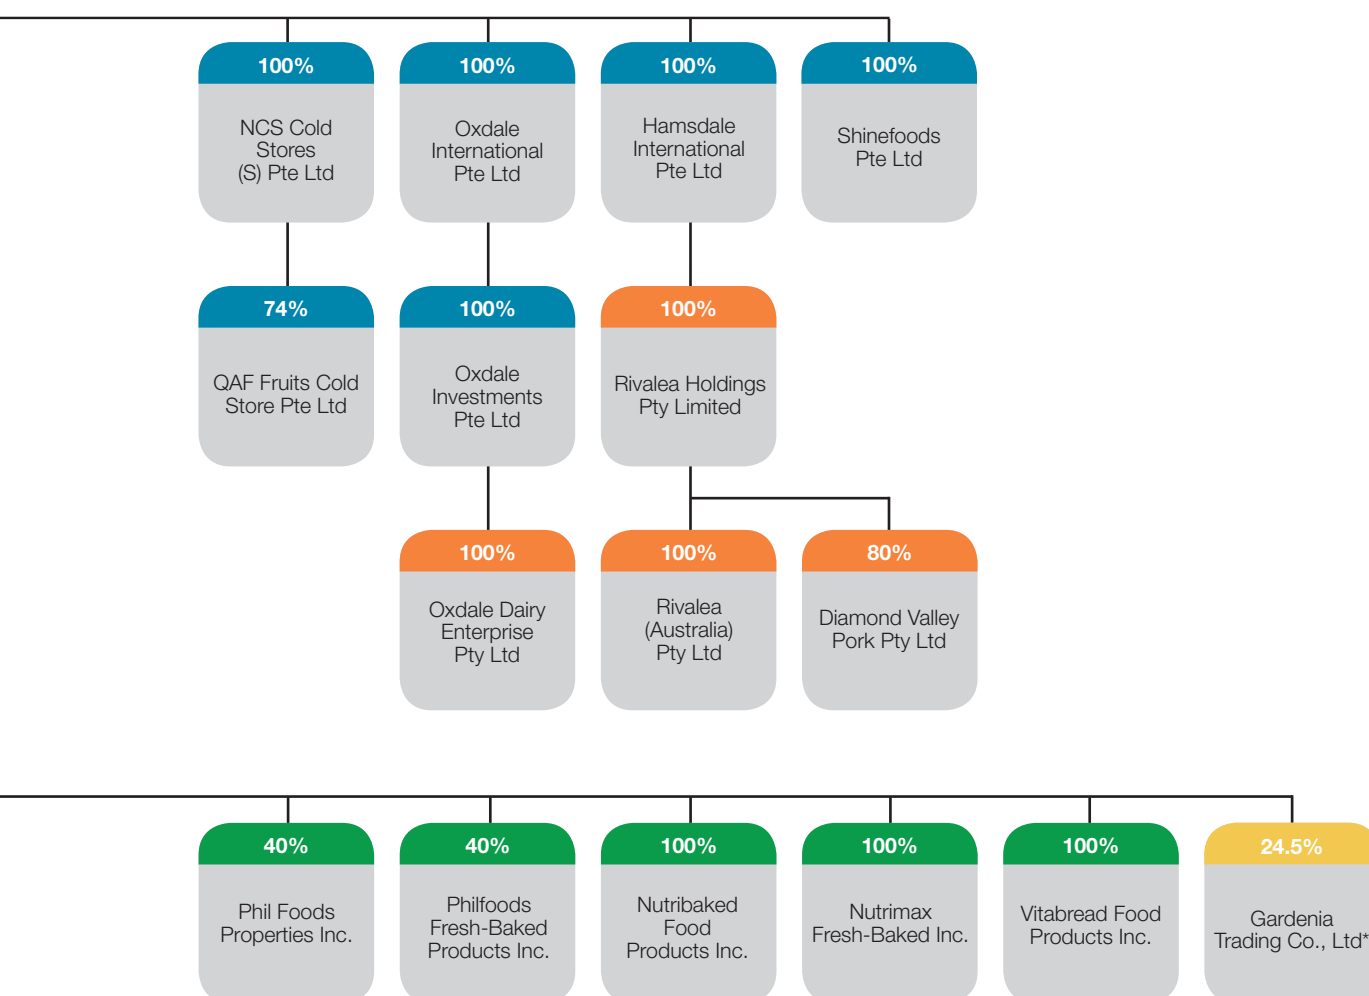 100%
NCS Cold
Stores
(S) Pte Ltd
100%
Oxdale
International
Pte Ltd
100%
Hamsdale
International
Pte Ltd
100%
Shinefoods
Pte Ltd
74%
QAF Fruits Cold
Store Pte Ltd
100%
Oxdale
Investments
Pte Ltd
100%
Rivalea Holdings
Pty Limited
100%
Oxdale Dairy
Enterprise
Pty Ltd
100%
Rivalea
(Australia)
Pty Ltd
80%
Diamond Valley
Pork Pty Ltd
40%
Phil Foods
Properties Inc.
40%
Philfoods
Fresh-Baked
Products Inc.
100%
Nutribaked
Food
Products Inc.
100%
Nutrimax
Fresh-Baked Inc.
100%
Vitabread Food
Products Inc.
24.5%
Gardenia
Trading Co., Ltd*